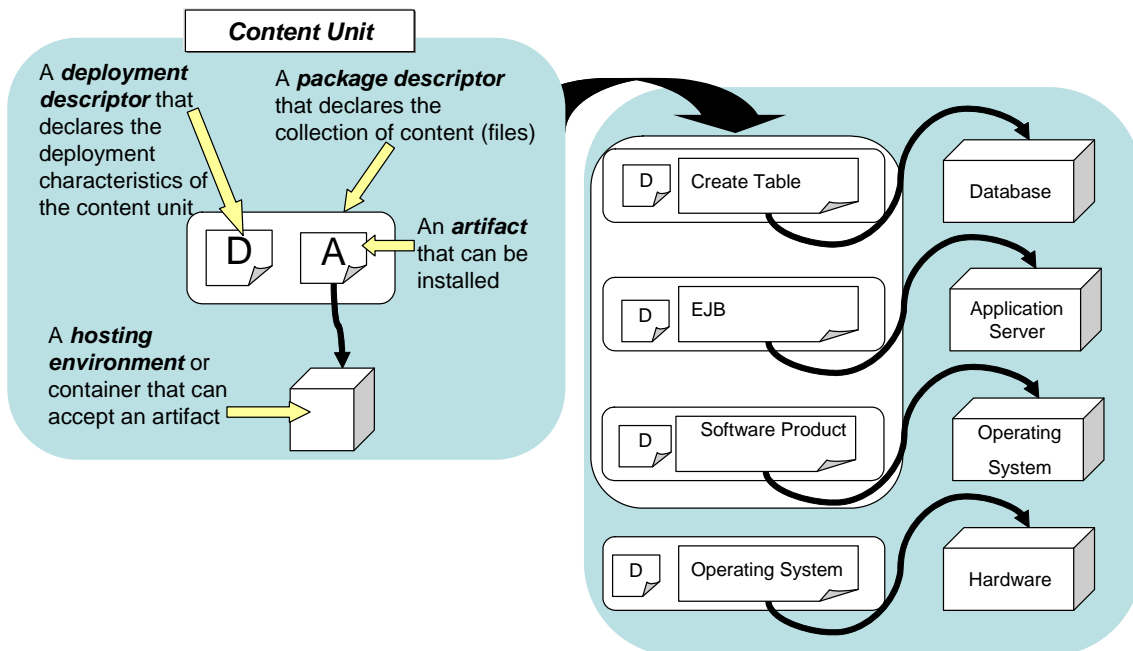 Content Unit
A deployment
descriptor that
declares the
deployment
characteristics of
the content unit
A package descriptor
that declares the
collection of content (files)
D
A
An artifact
that can be
installed
A hosting
environment or
container that can
accept an artifact
D
Create Table
Database
D
EJB
Application
Server
D
Software Product
Operating
System
D
Operating System
Hardware